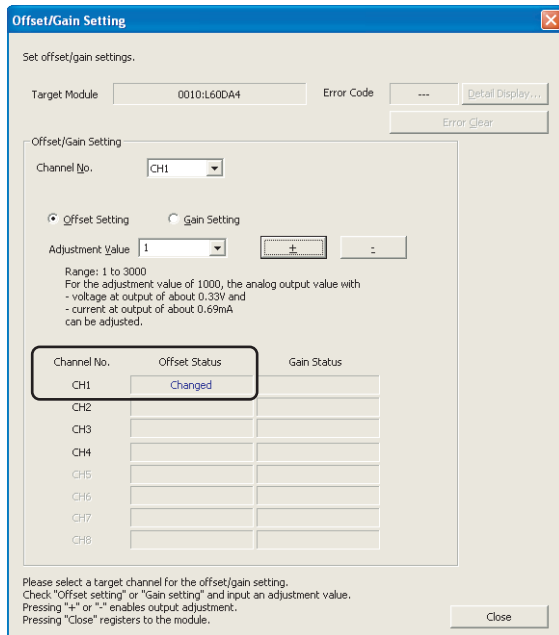 Offset/Gain Setting
Set offset/gain settings.
Target Module 0010:L60DA4 Error Code --- Detail Display...
Error Clear
Offset/Gain Setting
Channel No. CH1
Offset Setting Gain Setting
Adjustment Value 1 + -
Range: 1 to 3000
For the adjustment value of 1000, the analog output value with
- voltage at output of about 0.33V and
- current at output of about 0.69mA
can be adjusted.
Channel No. Offset Status Gain Status
CH1 Changed
CH2
CH3
CH4
CH5
CH6
CH7
CH8
Please select a target channel for the offset/gain setting.
Check "Offset setting" or "Gain setting" and input an adjustment value.
Pressing "+" or "-" enables output adjustment.
Pressing "Close" registers to the module.
Close